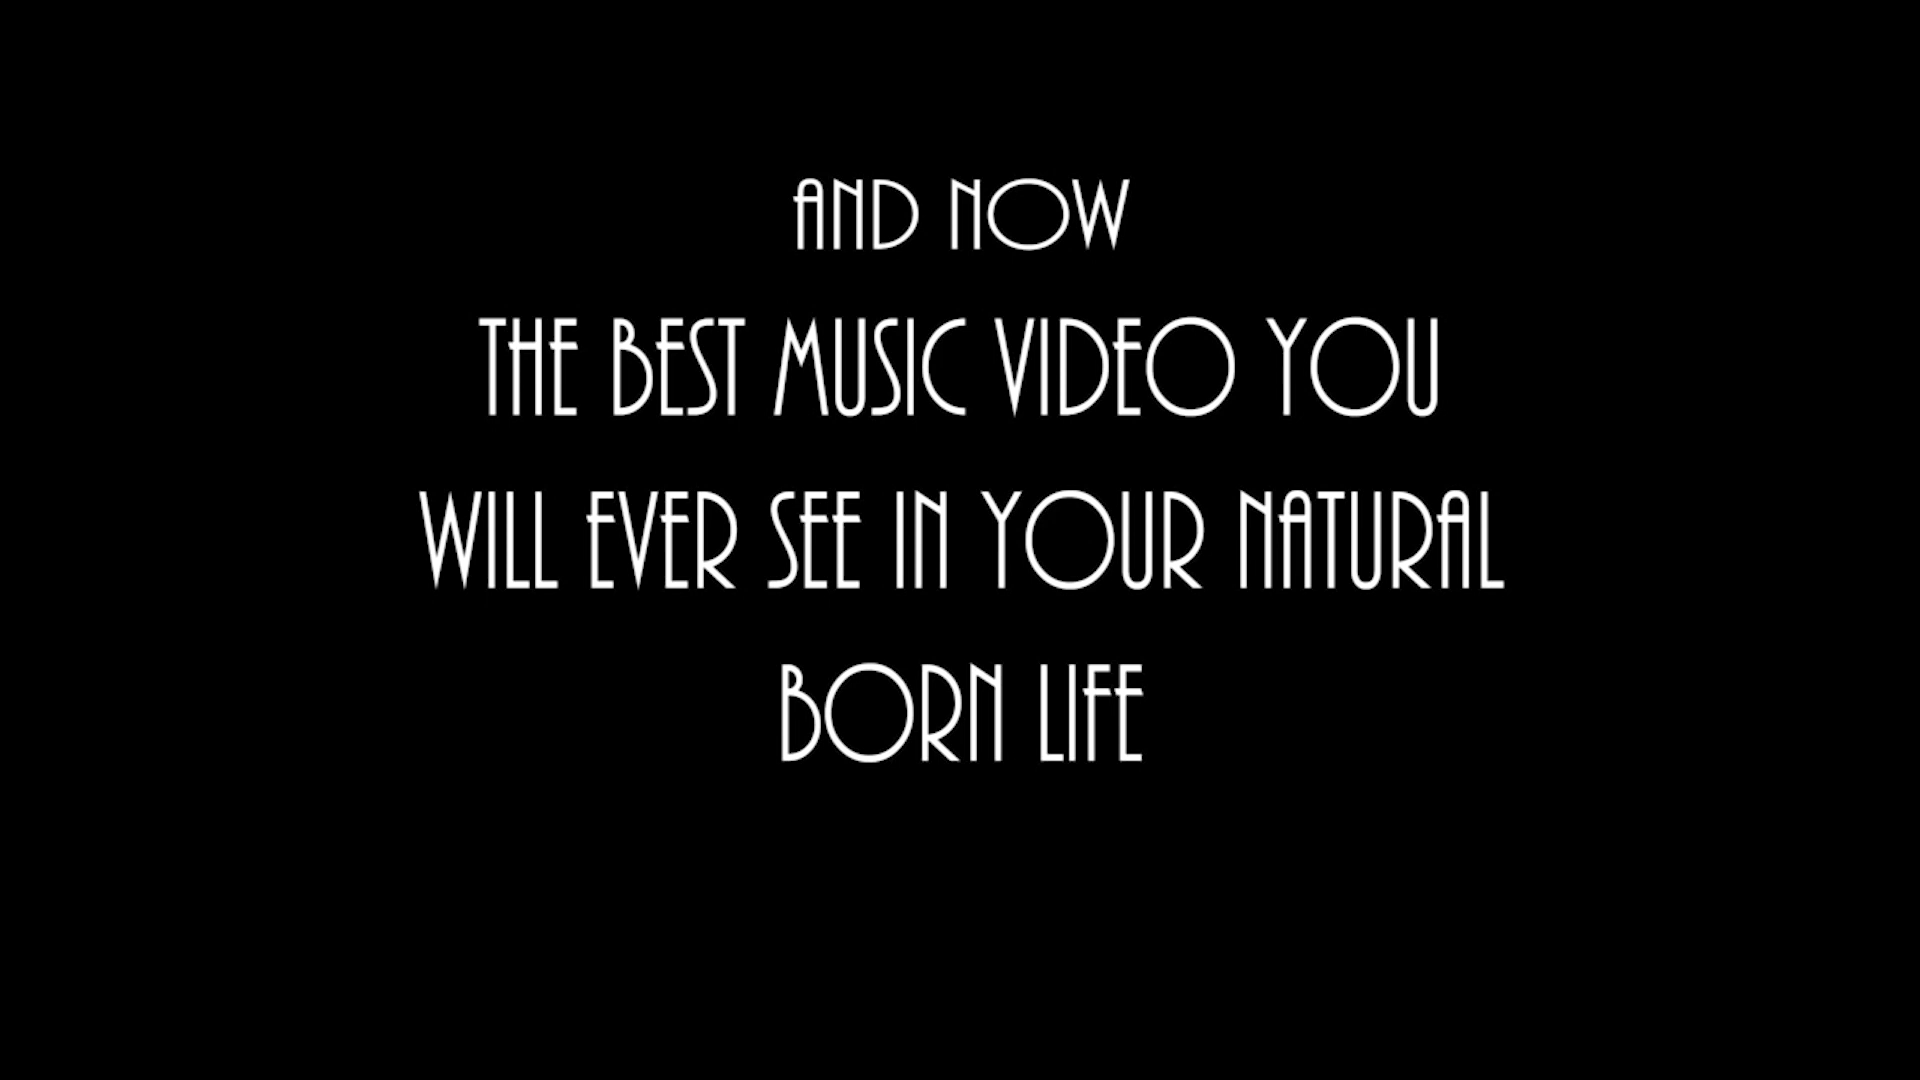 AND NOW
THE BEST MUSIC VIDEO YOU
WILL EVER SEE IN YOUR NATURAL
BORN LIFE